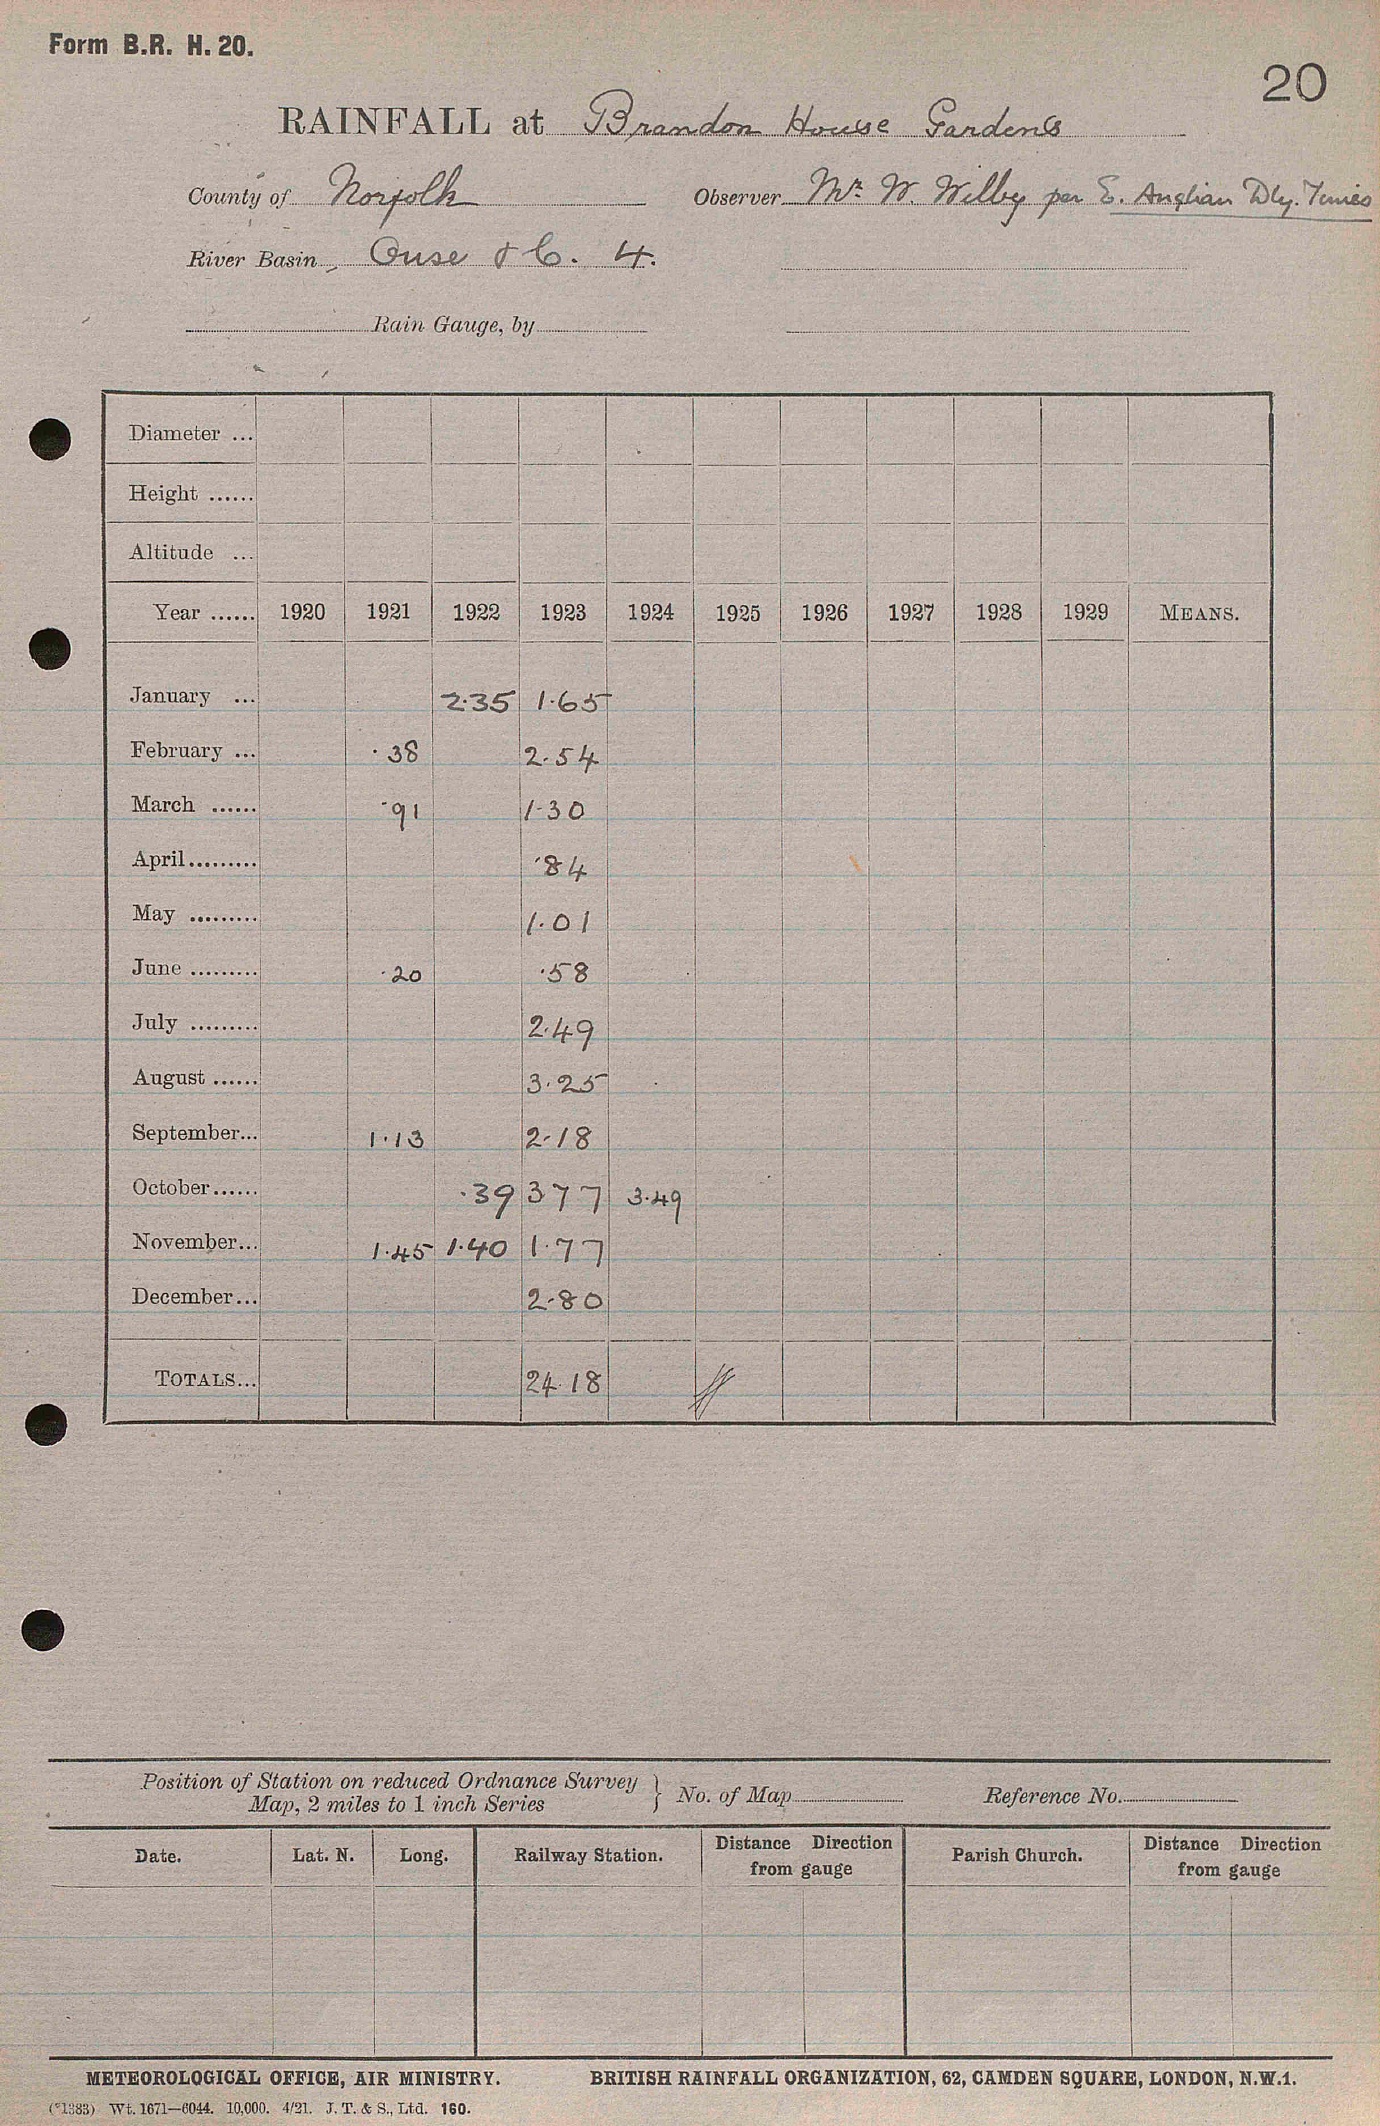 Form B.R. H. 20.
20
RAINFALL at Brandon House Gardens
County of Norfolk Observer Mr. W. Wilby per E. Anglian Dly. Times
River Basin Ouse & C. 4.
Rain Gauge, by
Diameter ...
Height ......
Altitude ...
Year ...... 1920 1921 1922 1923 1924 1925 1926 1927 1928 1929 MEANS.
January ... 2.35 1.65
February ... .38 2.54
March ...... .91 1.30
April......... .84
May ......... 1.01
June ......... .20 .58
July ......... 2.49
August ...... 3.25
September... 1.13 2.18
October...... .39 3 77 3.49
November... 1.45 1.40 1.77
December... 2.80
TOTALS... 24.18
Position of Station on reduced Ordnance Survey
Map, 2 miles to 1 inch Series } No. of Map Reference No.
Date. Lat. N. Long. Railway Station. Distance Direction Parish Church. Distance Direction
from gauge from gauge
METEOROLOGICAL OFFICE, AIR MINISTRY. BRITISH RAINFALL ORGANIZATION, 62, CAMDEN SQUARE, LONDON, N.W.1.
(*1383) Wt. 1671—6044. 10,000. 4/21. J. T. & S., Ltd. 160.